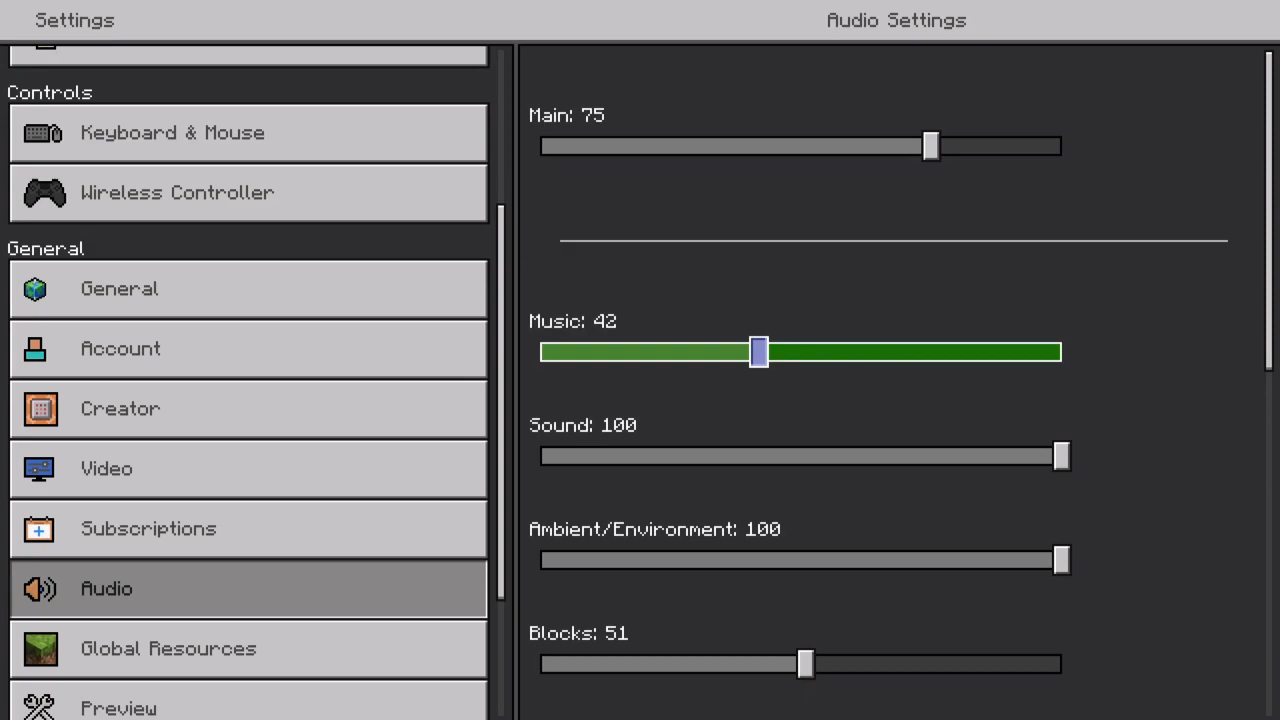 Settings
Audio Settings
Controls
Keyboard & Mouse
Wireless Controller
General
General
Account
Creator
Video
Subscriptions
Audio
Global Resources
Preview
Main: 75
Music: 42
Sound: 100
Ambient/Environment: 100
Blocks: 51